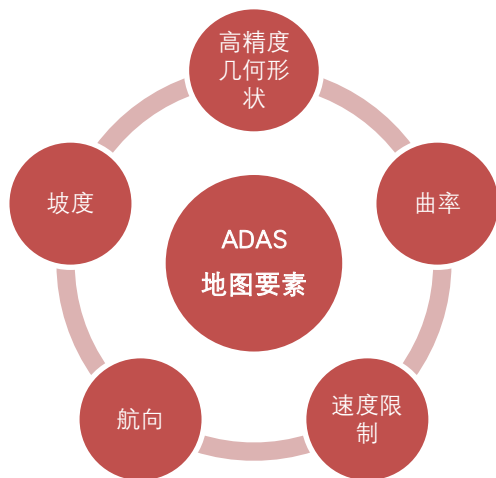 高精度
几何形
状
坡度
曲率
ADAS
地图要素
航向
速度限
制